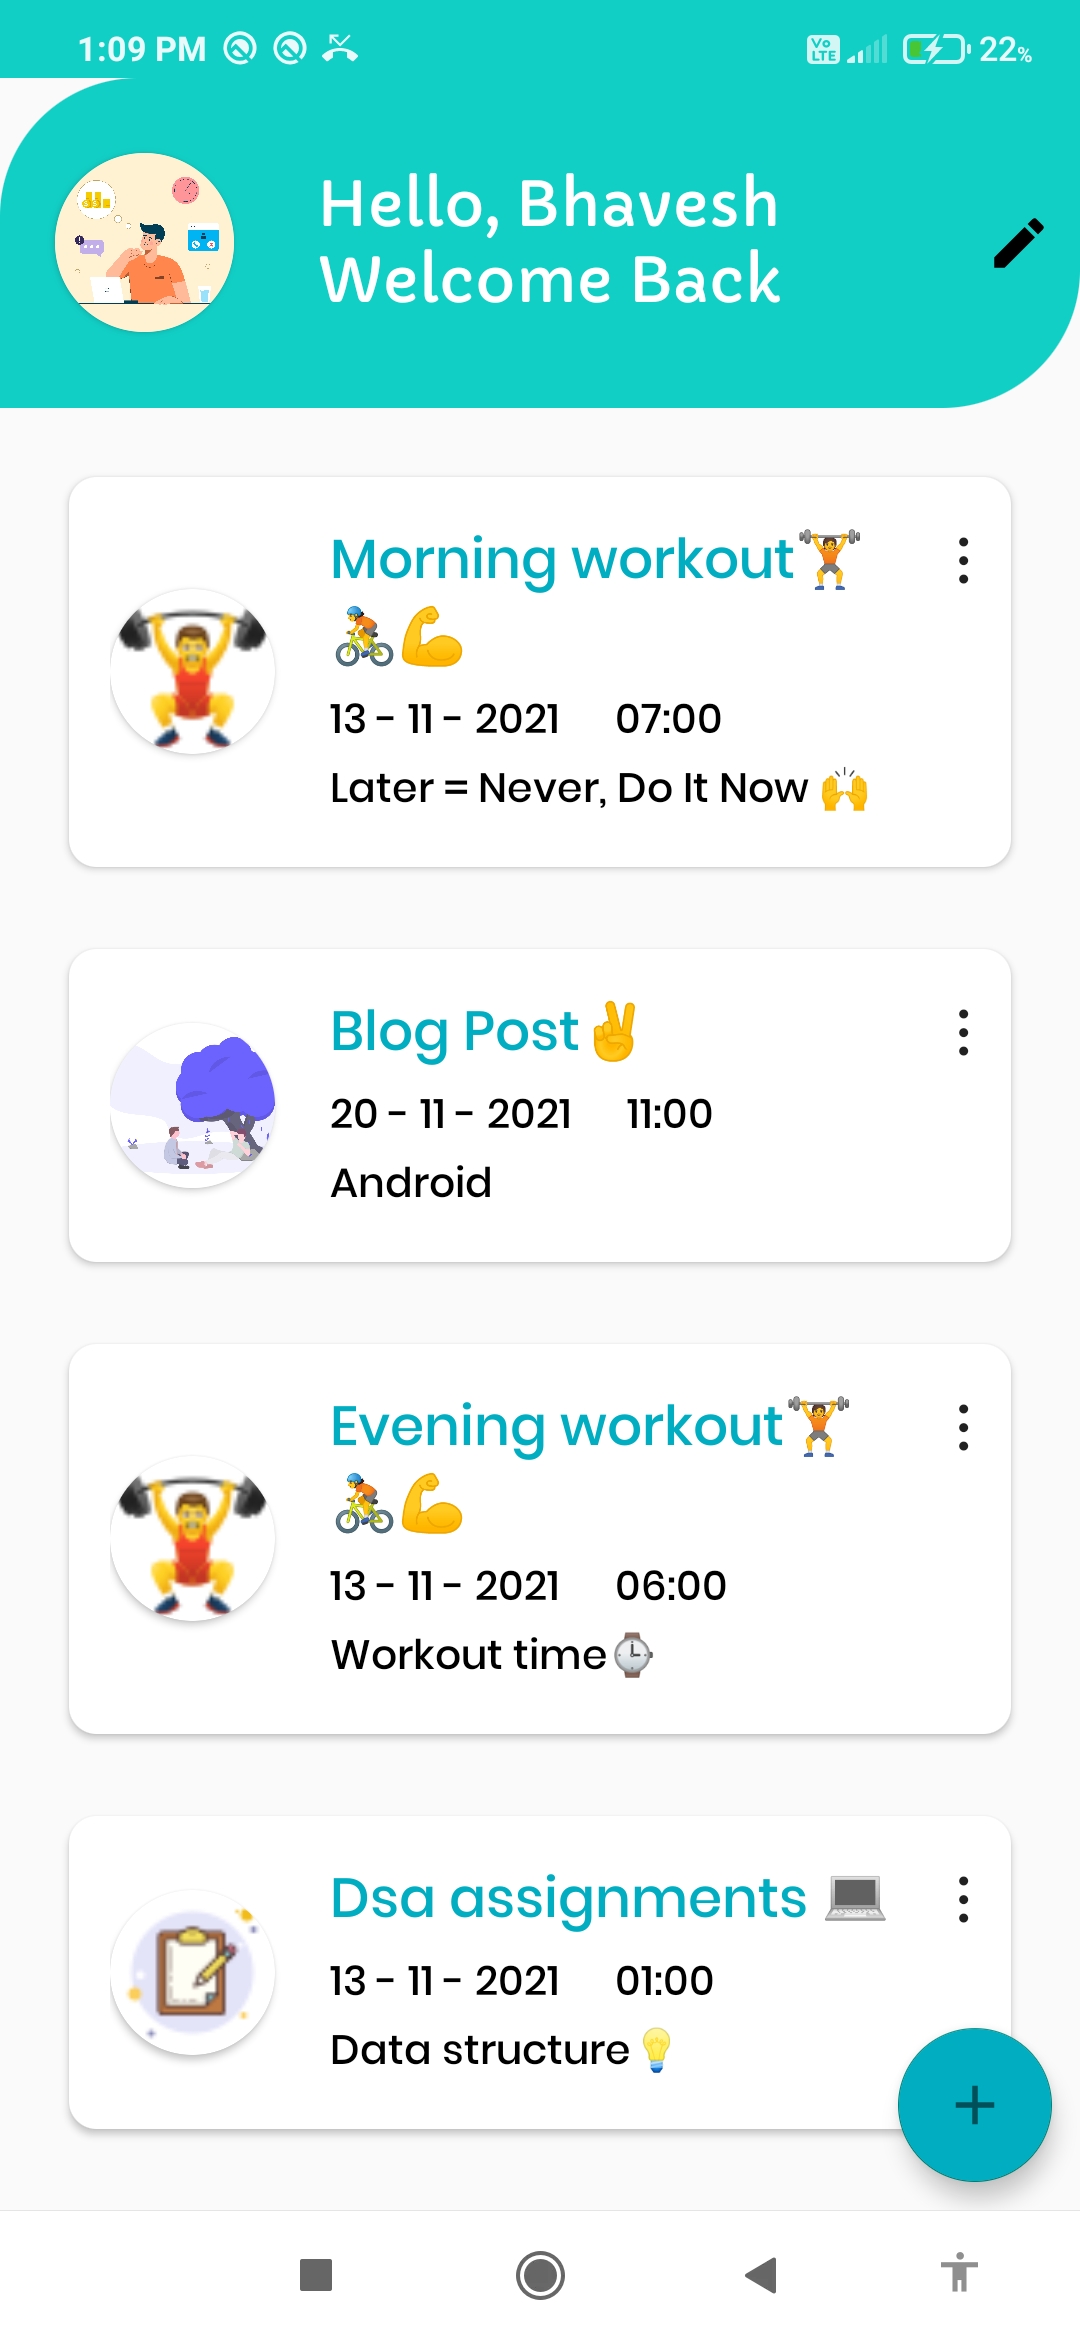 1:09 PM
Vo
LTE
22%
Hello, Bhavesh
Welcome Back
Morning workout🏋️
🚴💪
13 - 11 - 2021 07:00
Later = Never, Do It Now 🙌
Blog Post✌️
20 - 11 - 2021 11:00
Android
Evening workout🏋️
🚴💪
13 - 11 - 2021 06:00
Workout time⌚
Dsa assignments 💻
13 - 11 - 2021 01:00
Data structure💡